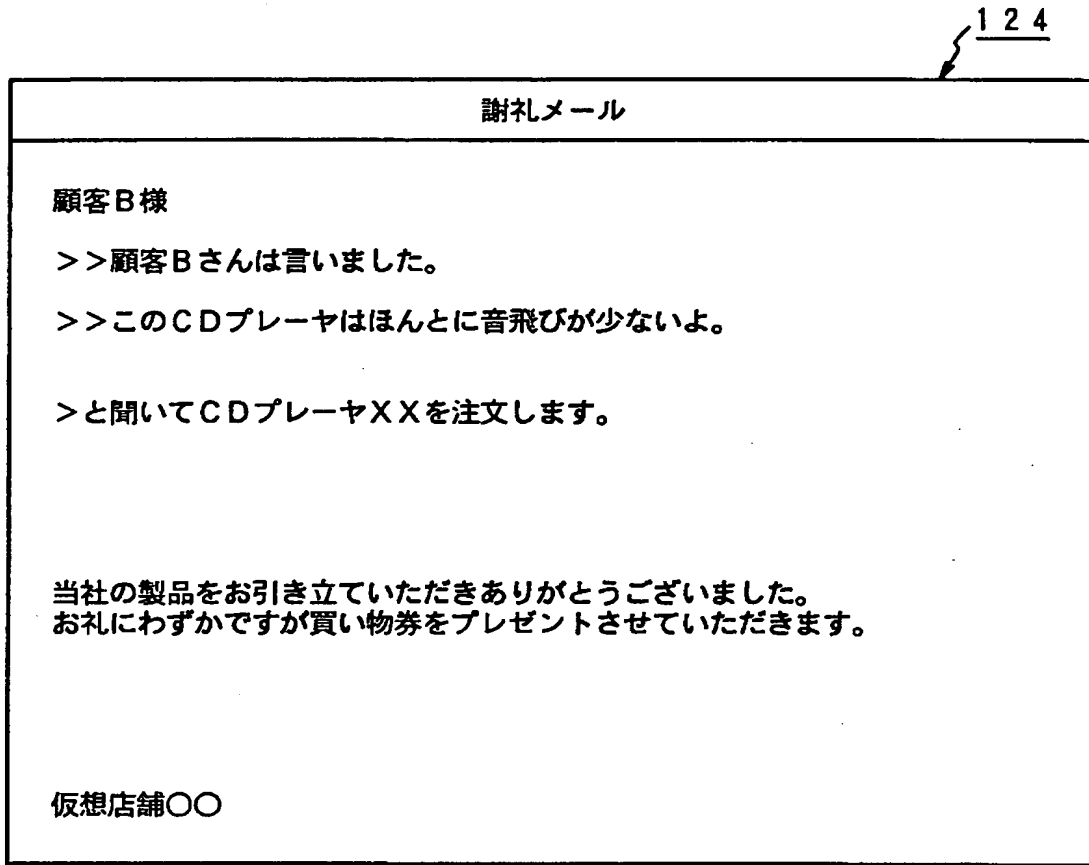 １２４
謝礼メール
顧客Ｂ様
＞＞顧客Ｂさんは言いました。
＞＞このＣＤプレーヤはほんとに音飛びが少ないよ。
＞と聞いてＣＤプレーヤＸＸを注文します。
当社の製品をお引き立ていただきありがとうございました。
お礼にわずかですが買い物券をプレゼントさせていただきます。
仮想店舗〇〇